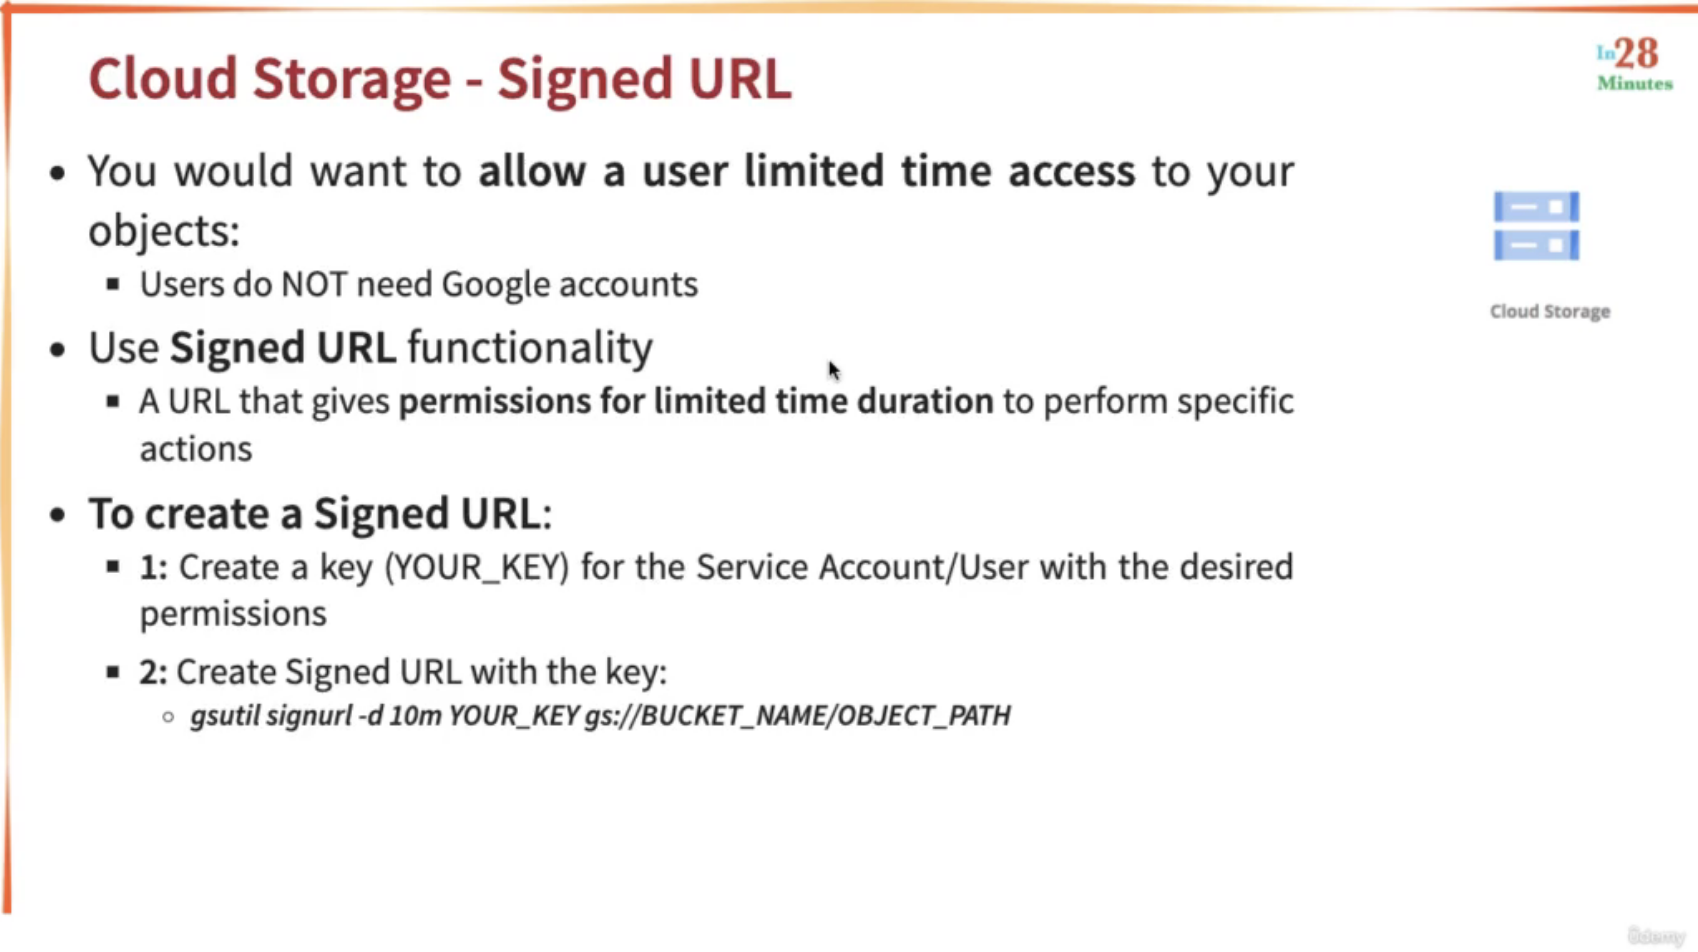 Cloud Storage - Signed URL
In28
Minutes
• You would want to allow a user limited time access to your
objects:
▪ Users do NOT need Google accounts
• Use Signed URL functionality
▪ A URL that gives permissions for limited time duration to perform specific
actions
• To create a Signed URL:
▪ 1: Create a key (YOUR_KEY) for the Service Account/User with the desired
permissions
▪ 2: Create Signed URL with the key:
○ gsutil signurl -d 10m YOUR_KEY gs://BUCKET_NAME/OBJECT_PATH
Cloud Storage
ûdemy